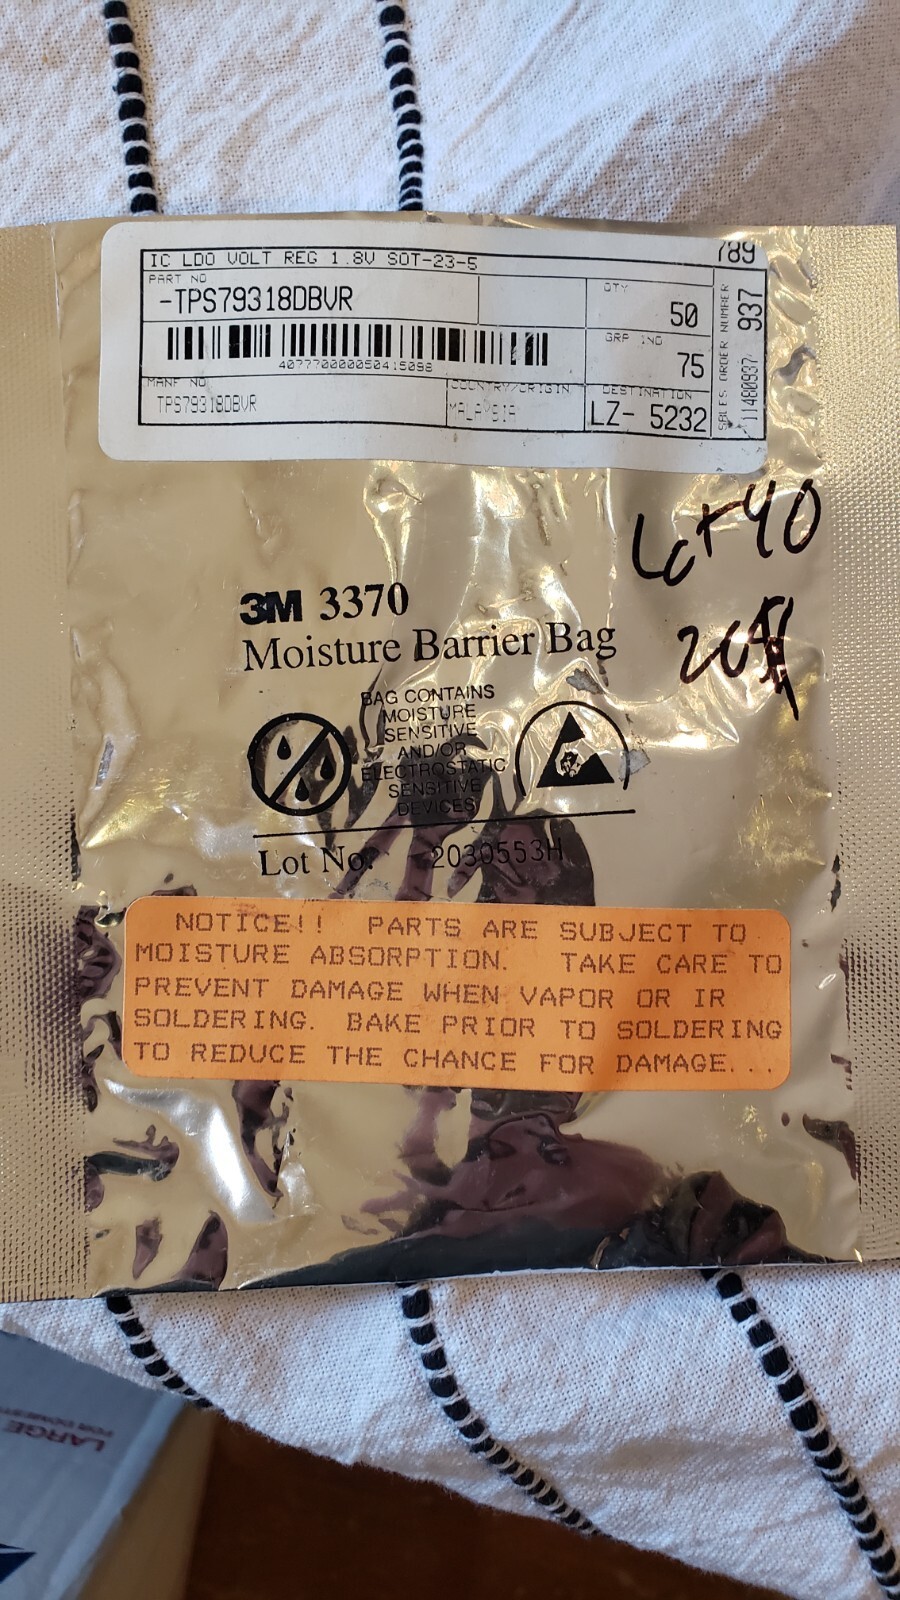 IC LDO VOLT REG 1.8V SOT-23-5
789
PART NO
-TPS79318DBVR
QTY
50
4077700000050415098
GRP IND
75
MANF NO
TPS79318DBVR
COUNTRY/ORIGIN
MALAYSIA
DESTINATION
LZ- 5232
SALES ORDER NUMBER
11480937 937
Lot 40
3M 3370
Moisture Barrier Bag
BAG CONTAINS
MOISTURE
SENSITIVE
AND/OR
ELECTROSTATIC
SENSITIVE
DEVICES
Lot No. 2030553H
NOTICE!! PARTS ARE SUBJECT TO
MOISTURE ABSORPTION. TAKE CARE TO
PREVENT DAMAGE WHEN VAPOR OR IR
SOLDERING. BAKE PRIOR TO SOLDERING
TO REDUCE THE CHANCE FOR DAMAGE...
LARGE